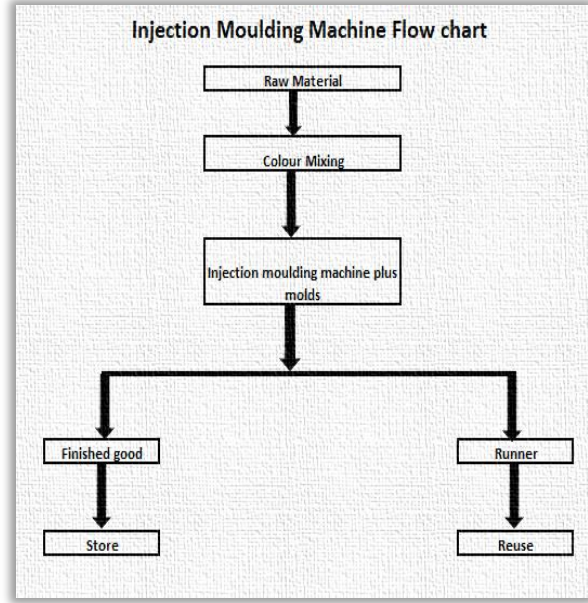 Injection Moulding Machine Flow chart
Raw Material
Colour Mixing
Injection moulding machine plus
molds
Finished good
Runner
Store
Reuse